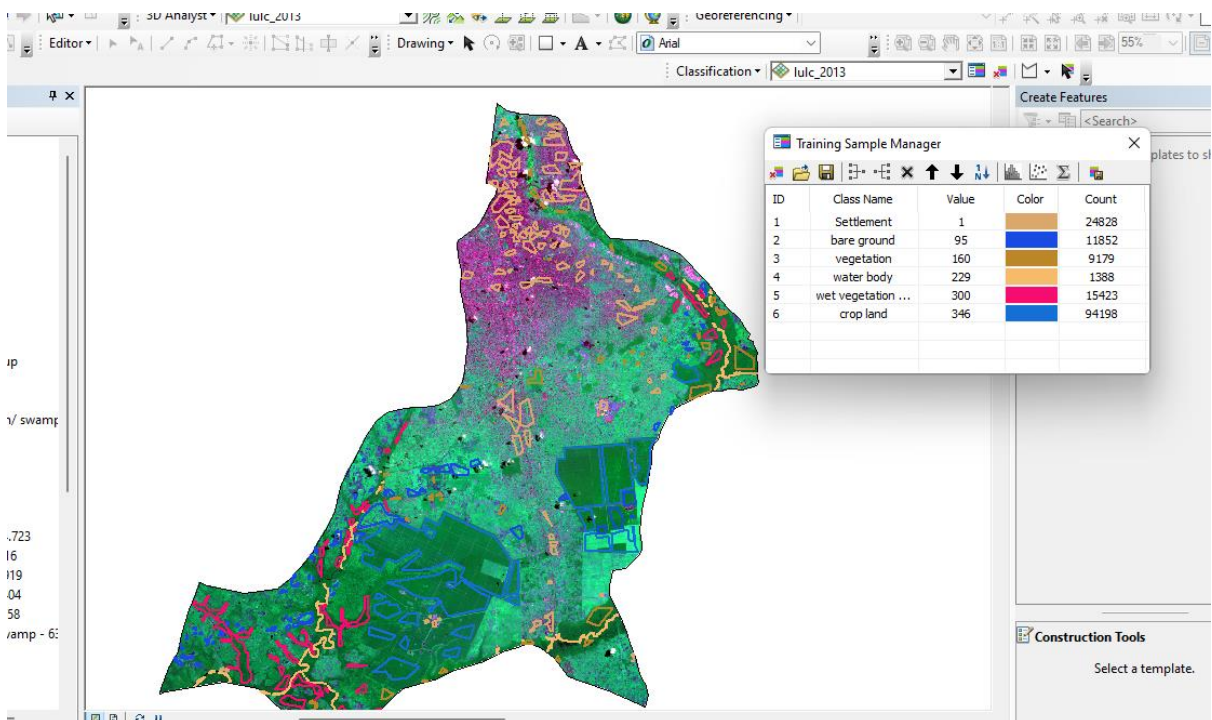 3D Analyst lulc_2013 Georeferencing
Editor Drawing Arial 55%
Classification lulc_2013
Create Features
<Search>
plates to sh
Training Sample Manager
ID Class Name Value Color Count
1 Settlement 1 24828
2 bare ground 95 11852
3 vegetation 160 9179
4 water body 229 1388
5 wet vegetation ... 300 15423
6 crop land 346 94198
up
n/ swamp
.723
16
)19
504
58
vamp - 63
Construction Tools
Select a template.